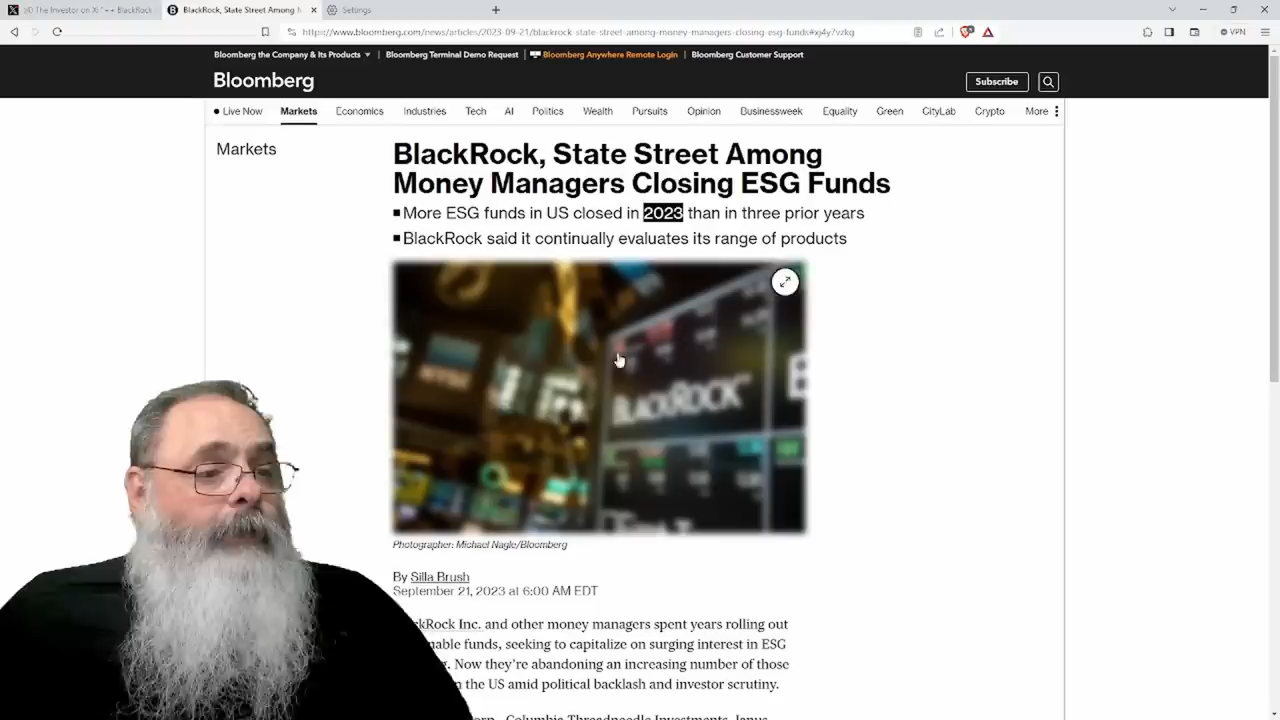 The Investor on X: "++ BlackRock
BlackRock, State Street Among M
Settings
https://www.bloomberg.com/news/articles/2023-09-21/blackrock-state-street-among-money-managers-closing-esg-funds#xj4y7vzkg
VPN
Bloomberg the Company & Its Products Bloomberg Terminal Demo Request Bloomberg Anywhere Remote Login Bloomberg Customer Support
Bloomberg
Subscribe
Live Now Markets Economics Industries Tech AI Politics Wealth Pursuits Opinion Businessweek Equality Green CityLab Crypto More
Markets
BlackRock, State Street Among
Money Managers Closing ESG Funds
More ESG funds in US closed in 2023 than in three prior years
BlackRock said it continually evaluates its range of products
NYSE
BLACKROCK
Photographer: Michael Nagle/Bloomberg
By Silla Brush
September 21, 2023 at 6:00 AM EDT
ckRock Inc. and other money managers spent years rolling out
nable funds, seeking to capitalize on surging interest in ESG
g. Now they're abandoning an increasing number of those
n the US amid political backlash and investor scrutiny.
orp., Columbia Threadneedle Investments, Janus